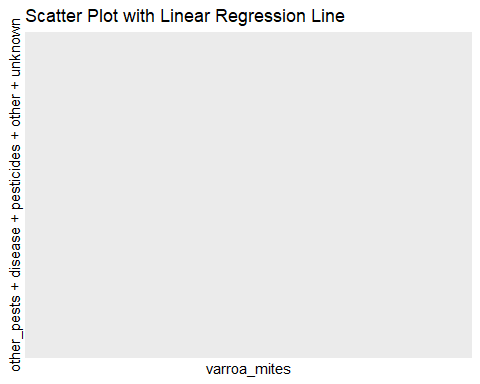 Scatter Plot with Linear Regression Line
other_pests + disease + pesticides + other + unknown
varroa_mites